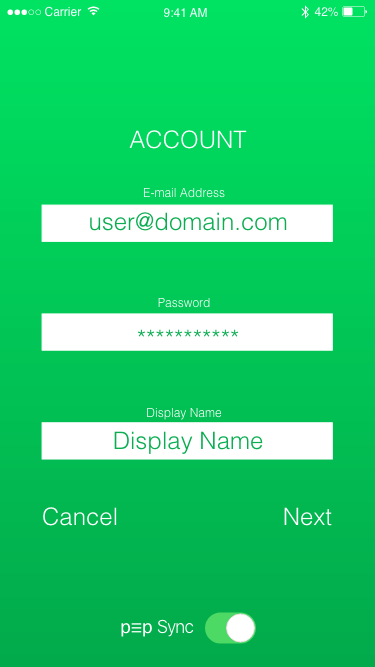 Carrier 9:41 AM 42%
ACCOUNT
E-mail Address
user@domain.com
Password
***********
Display Name
Display Name
Cancel Next
p≡p Sync